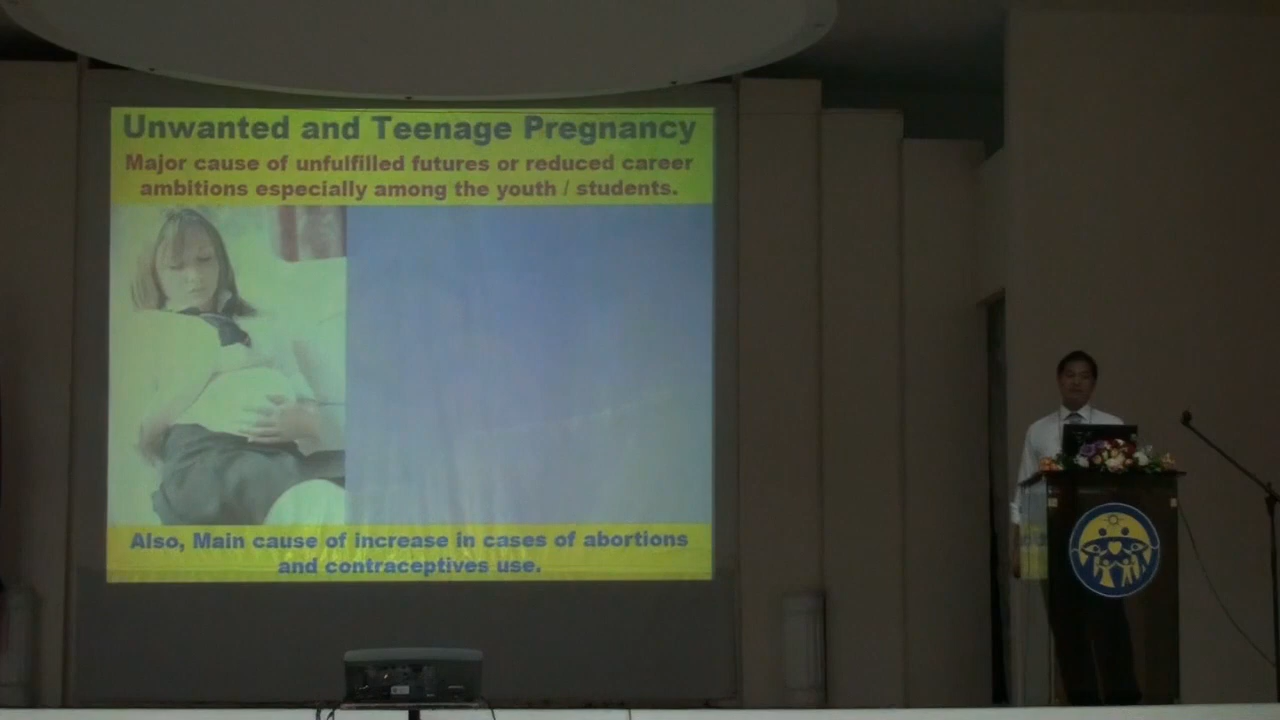 Unwanted and Teenage Pregnancy
Major cause of unfulfilled futures or reduced career
ambitions especially among the youth / students.
Also, Main cause of increase in cases of abortions
and contraceptives use.